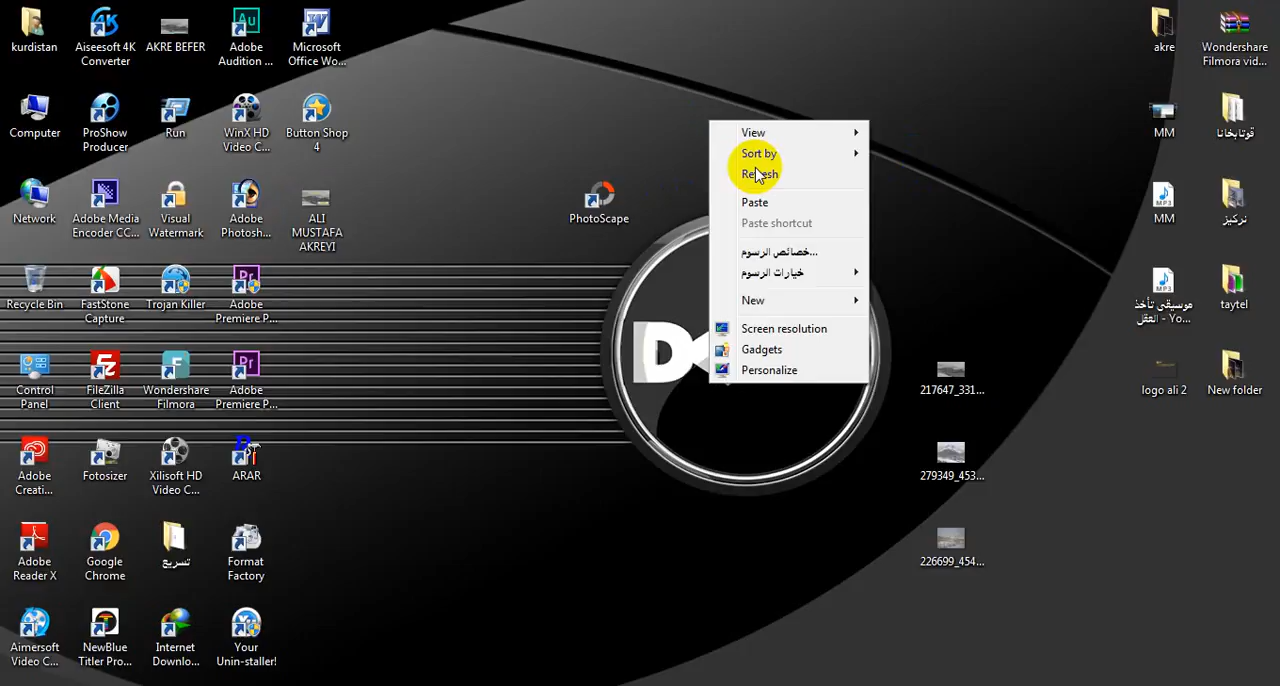 kurdistan
Aiseesoft 4K
Converter
AKRE BEFER
Adobe
Audition ...
Microsoft
Office Wo...
akre
Wondershare
Filmora vid...
Computer
ProShow
Producer
Run
WinX HD
Video C...
Button Shop
4
MM
قوتابخانا
View
Sort by
Refresh
Paste
Paste shortcut
خصائص الرسوم...
خيارات الرسوم
New
Screen resolution
Gadgets
Personalize
Network
Adobe Media
Encoder CC...
Visual
Watermark
Adobe
Photosh...
ALI
MUSTAFA
AKREYI
PhotoScape
MM
نركيز
Recycle Bin
FastStone
Capture
Trojan Killer
Adobe
Premiere P...
موسيقى تأخذ
العقل - Yo...
taytel
D
Control
Panel
FileZilla
Client
Wondershare
Filmora
Adobe
Premiere P...
217647_331...
logo ali 2
New folder
Adobe
Creati...
Fotosizer
Xilisoft HD
Video C...
ARAR
279349_453...
Adobe
Reader X
Google
Chrome
تسريع
Format
Factory
226699_454...
Aimersoft
Video C...
NewBlue
Titler Pro...
Internet
Downlo...
Your
Unin-staller!